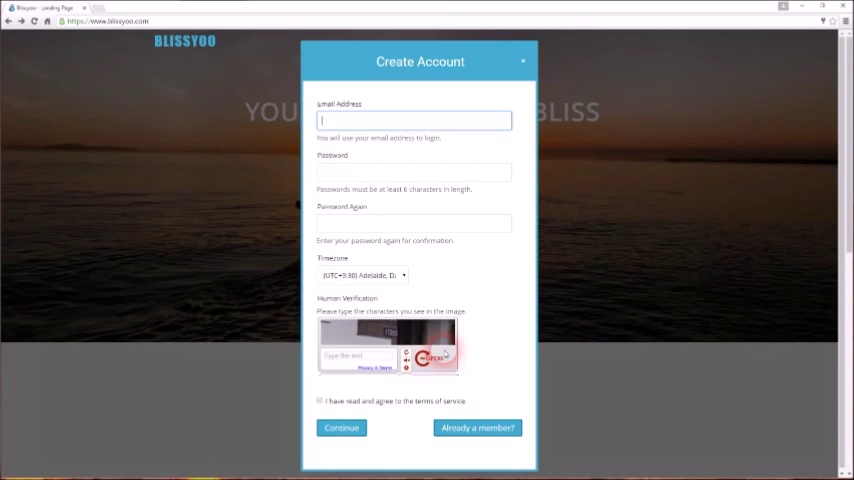 Blissyoo - Landing Page
https://www.blissyoo.com
BLISSYOO
Create Account
×
YOU
BLISS
Email Address
You will use your email address to login.
Password
Passwords must be at least 6 characters in length.
Password Again
Enter your password again for confirmation.
Timezone
(UTC+9:30) Adelaide, Da
Human Verification
Please type the characters you see in the image.
Type the text
Privacy & Terms
I have read and agree to the terms of service.
Continue
Already a member?